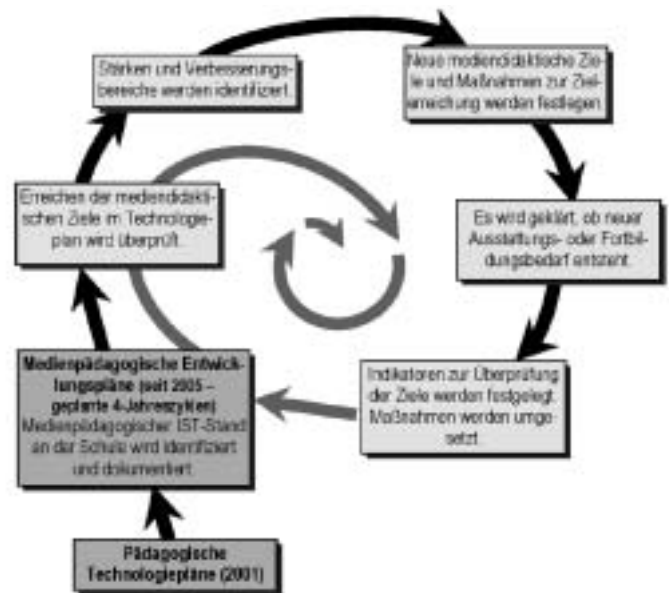 Stärken und Verbesserungs-
bereiche werden identifiziert.
Neue mediendidaktische Zie-
le und Maßnahmen zur Ziel-
erreichung werden festlegen.
Erreichen der mediendidakti-
schen Ziele im Technologie-
plan wird überprüft.
Es wird geklärt, ob neuer
Ausstattungs- oder Fortbil-
dungsbedarf entsteht.
Medienpädagogische Entwick-
lungspläne (seit 2005 –
geplante 4-Jahreszyklen)
Medienpädagogischer IST-Stand
an der Schule wird identifiziert
und dokumentiert.
Indikatoren zur Überprüfung
der Ziele werden festgelegt.
Maßnahmen werden umge-
setzt.
Pädagogische
Technologiepläne (2001)